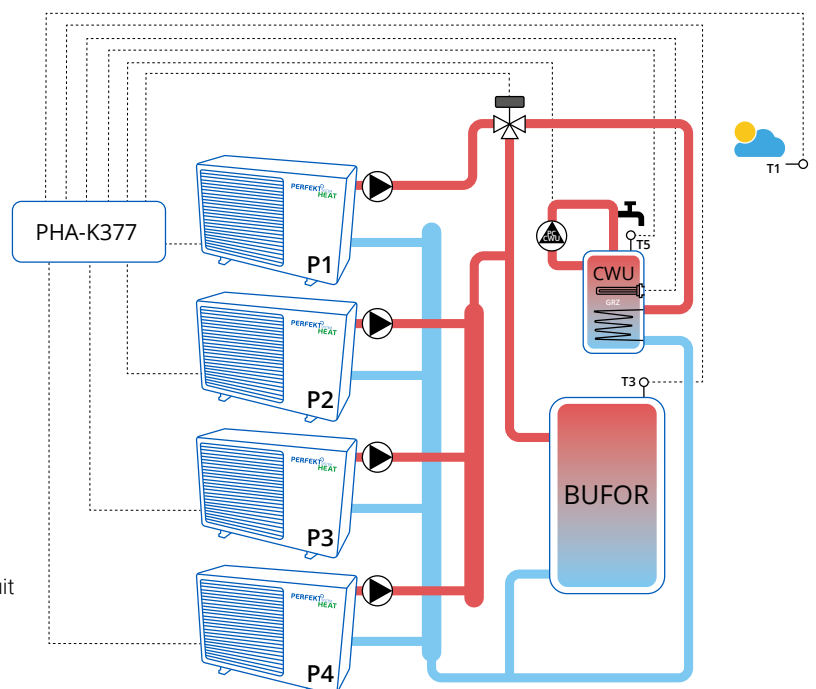 T1
PERFEKT
HEAT
PC
CWU
T5
PHA-K377
CWU
P1
GRZ
PERFEKT
HEAT
T3
P2
PERFEKT
HEAT
BUFOR
P3
uit
PERFEKT
HEAT
P4